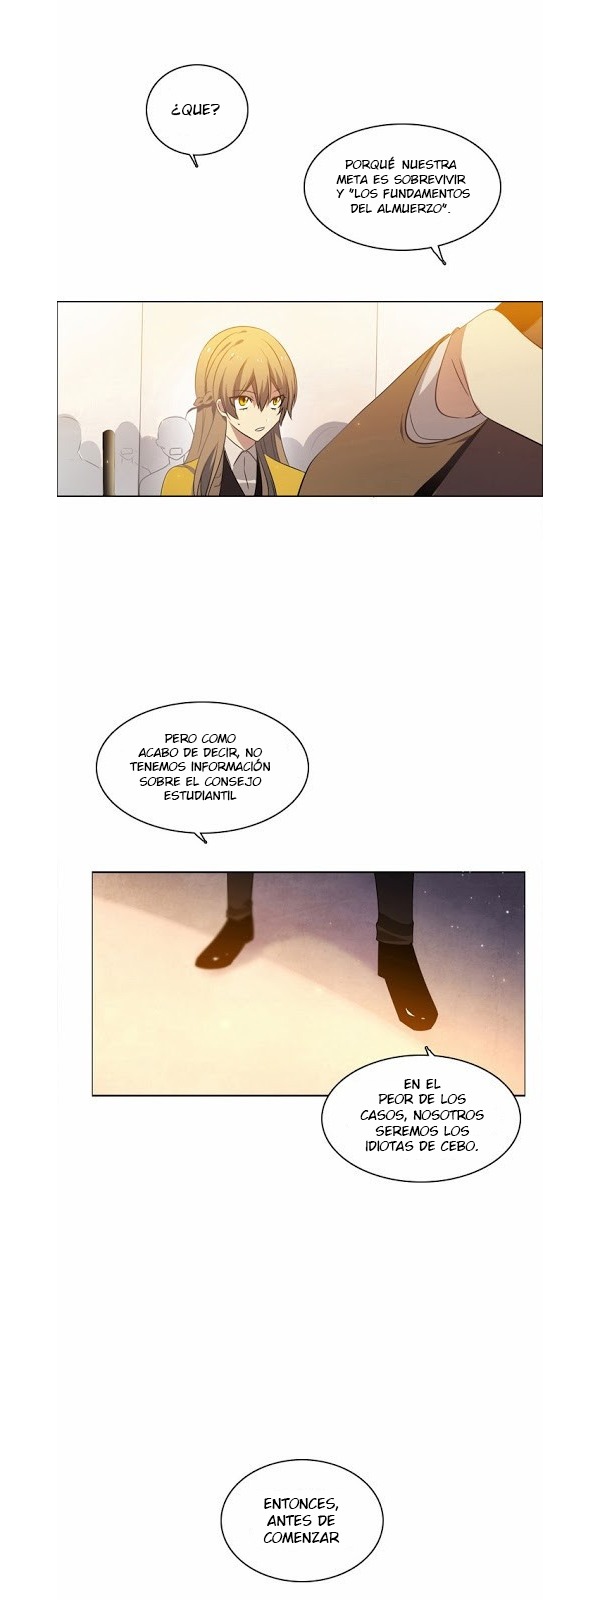 ¿QUE?
PORQUÉ NUESTRA
META ES SOBREVIVIR
Y "LOS FUNDAMENTOS
DEL ALMUERZO".
PERO COMO
ACABO DE DECIR, NO
TENEMOS INFORMACIÓN
SOBRE EL CONSEJO
ESTUDIANTIL
EN EL
PEOR DE LOS
CASOS, NOSOTROS
SEREMOS LOS
IDIOTAS DE CEBO.
ENTONCES,
ANTES DE
COMENZAR